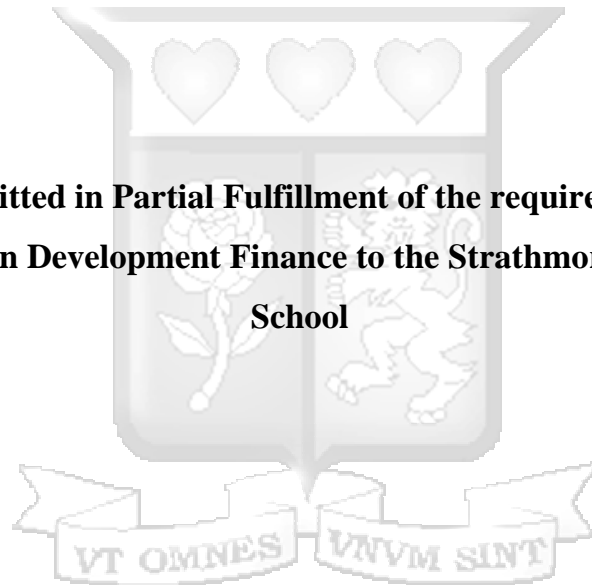 itted in Partial Fulfillment of the require
n Development Finance to the Strathmor
School
VT OMNES VNVM SINT